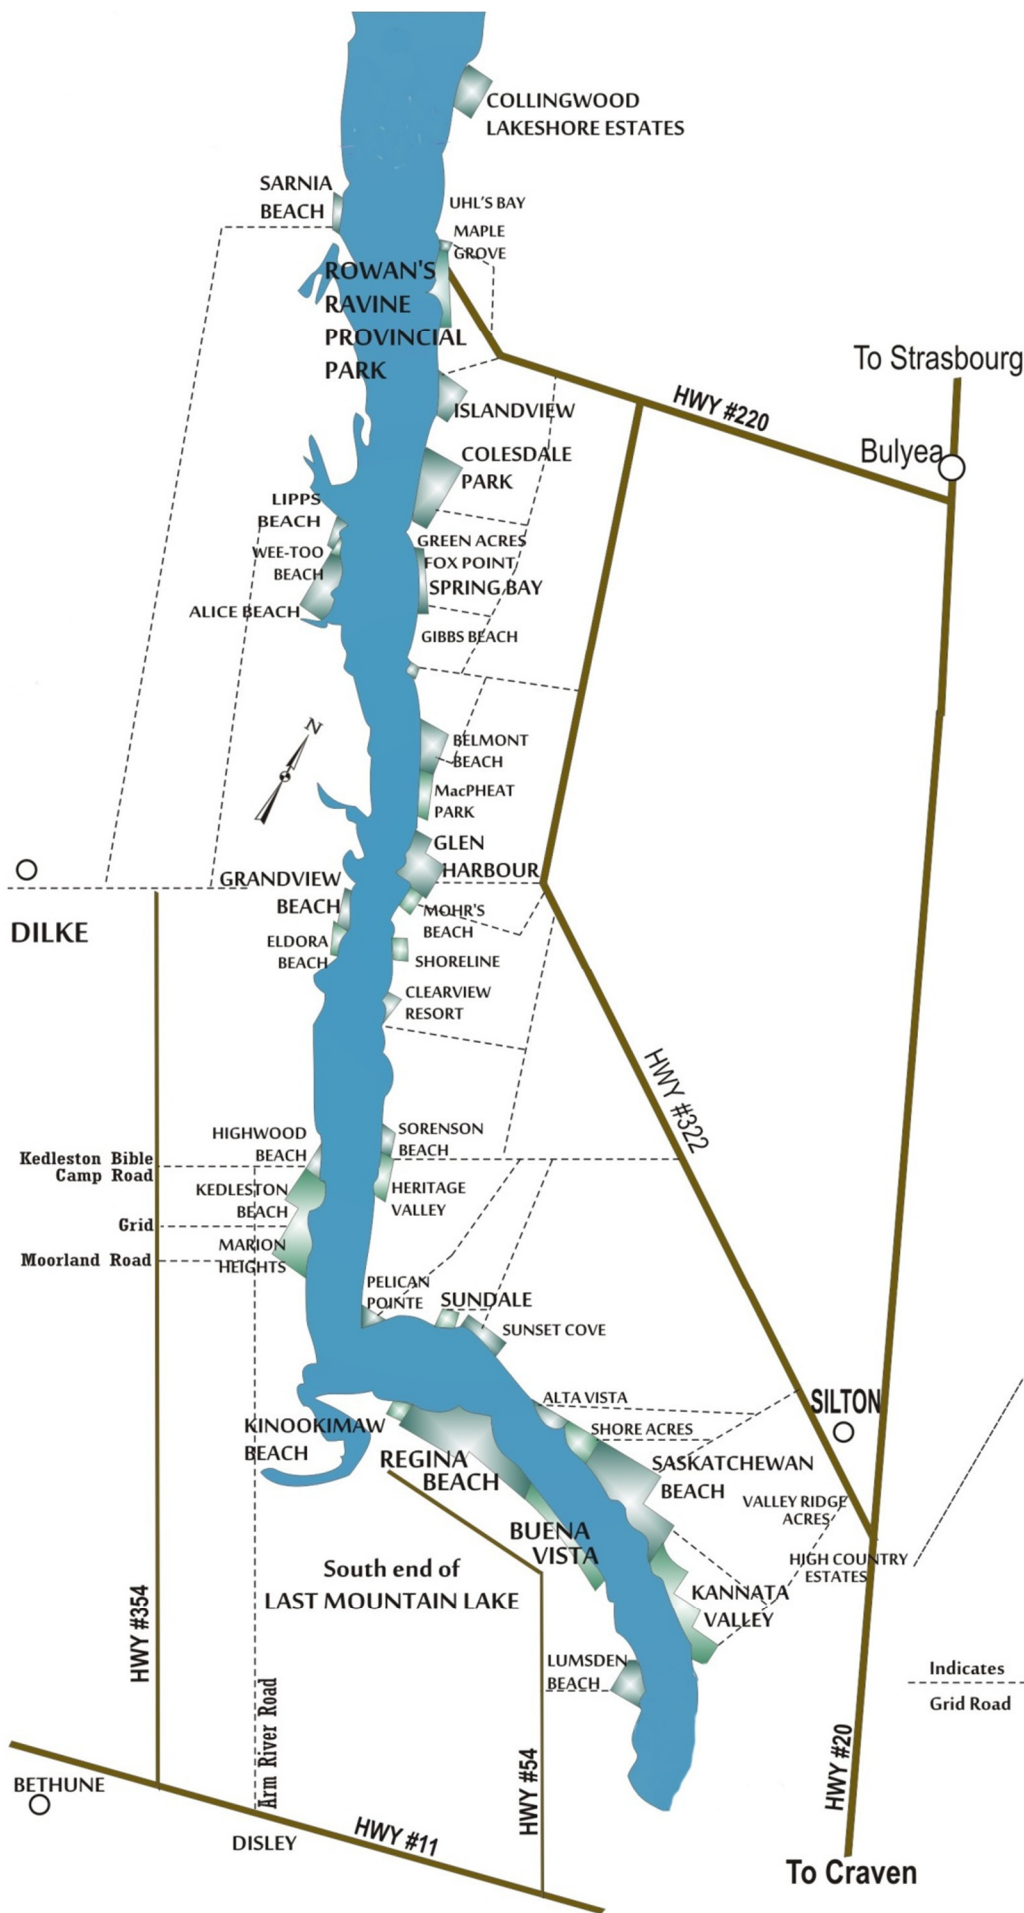 COLLINGWOOD
LAKESHORE ESTATES
SARNIA
BEACH
UHL'S BAY
MAPLE
GROVE
ROWAN'S
RAVINE
PROVINCIAL
PARK
To Strasbourg
HWY #220
ISLANDVIEW
Bulyea
COLESDALE
PARK
LIPPS
BEACH
GREEN ACRES
WEE-TOO
BEACH
FOX POINT
SPRING BAY
ALICE BEACH
GIBBS BEACH
N
BELMONT
BEACH
MacPHEAT
PARK
GLEN
HARBOUR
GRANDVIEW
BEACH
MOHR'S
BEACH
DILKE
ELDORA
BEACH
SHORELINE
CLEARVIEW
RESORT
HWY #322
HIGHWOOD
BEACH
SORENSON
BEACH
Kedleston Bible
Camp Road
KEDLESTON
BEACH
HERITAGE
VALLEY
Grid
MARION
HEIGHTS
Moorland Road
PELICAN
POINTE
SUNDALE
SUNSET COVE
ALTA VISTA
SILTON
KINOOKIMAW
BEACH
SHORE ACRES
REGINA
BEACH
SASKATCHEWAN
BEACH
VALLEY RIDGE
ACRES
BUENA
VISTA
HIGH COUNTRY
ESTATES
South end of
LAST MOUNTAIN LAKE
KANNATA
VALLEY
HWY #354
LUMSDEN
BEACH
Indicates
Grid Road
Arm River Road
HWY #54
HWY #20
BETHUNE
DISLEY
HWY #11
To Craven